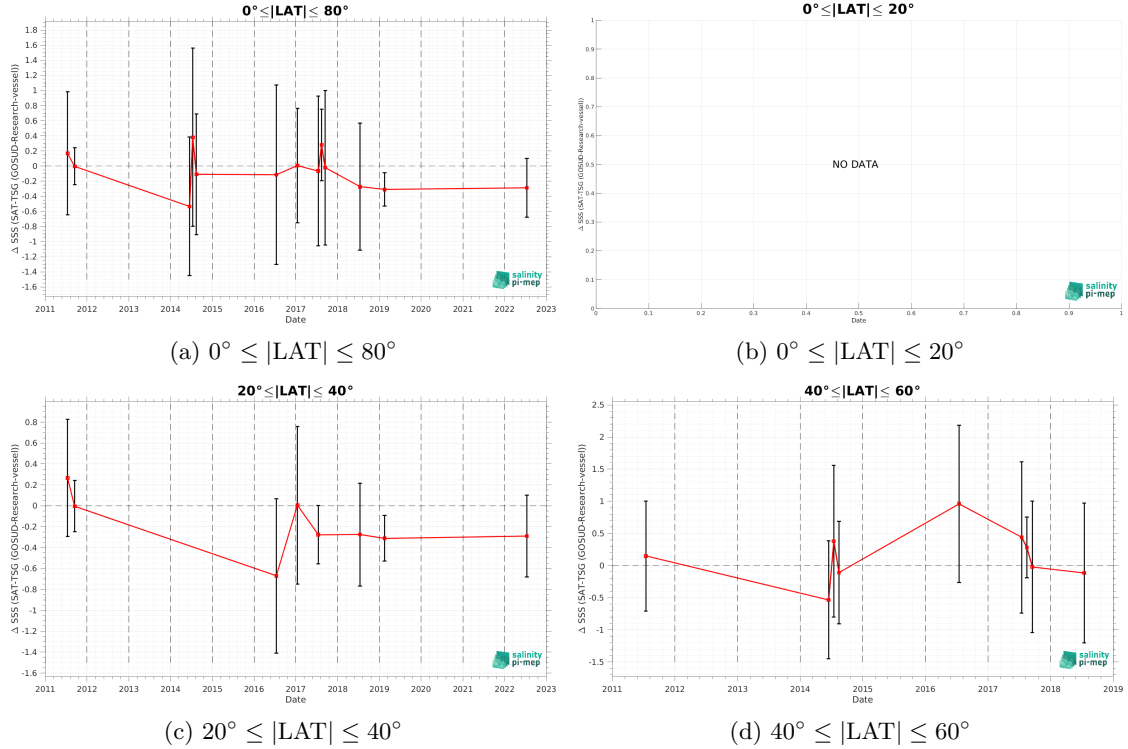 0°≤|LAT|≤ 80°
Δ SSS (SAT-TSG (GOSUD-Research-vessel))
1.8
1.6
1.4
1.2
1
0.8
0.6
0.4
0.2
0
-0.2
-0.4
-0.6
-0.8
-1
-1.2
-1.4
-1.6
2011 2012 2013 2014 2015 2016 2017 2018 2019 2020 2021 2022 2023
Date
salinity
pi-mep
(a) 0° ≤ |LAT| ≤ 80°
0°≤|LAT|≤ 20°
Δ SSS (SAT-TSG (GOSUD-Research-vessel))
1
0.9
0.8
0.7
0.6
0.5
0.4
0.3
0.2
0.1
0
NO DATA
0 0.1 0.2 0.3 0.4 0.5 0.6 0.7 0.8 0.9 1
Date
salinity
pi-mep
(b) 0° ≤ |LAT| ≤ 20°
20°≤|LAT|≤ 40°
Δ SSS (SAT-TSG (GOSUD-Research-vessel))
0.8
0.6
0.4
0.2
0
-0.2
-0.4
-0.6
-0.8
-1
-1.2
-1.4
-1.6
2011 2012 2013 2014 2015 2016 2017 2018 2019 2020 2021 2022 2023
Date
salinity
pi-mep
(c) 20° ≤ |LAT| ≤ 40°
40°≤|LAT|≤ 60°
Δ SSS (SAT-TSG (GOSUD-Research-vessel))
2.5
2
1.5
1
0.5
0
-0.5
-1
-1.5
2011 2012 2013 2014 2015 2016 2017 2018 2019
Date
salinity
pi-mep
(d) 40° ≤ |LAT| ≤ 60°